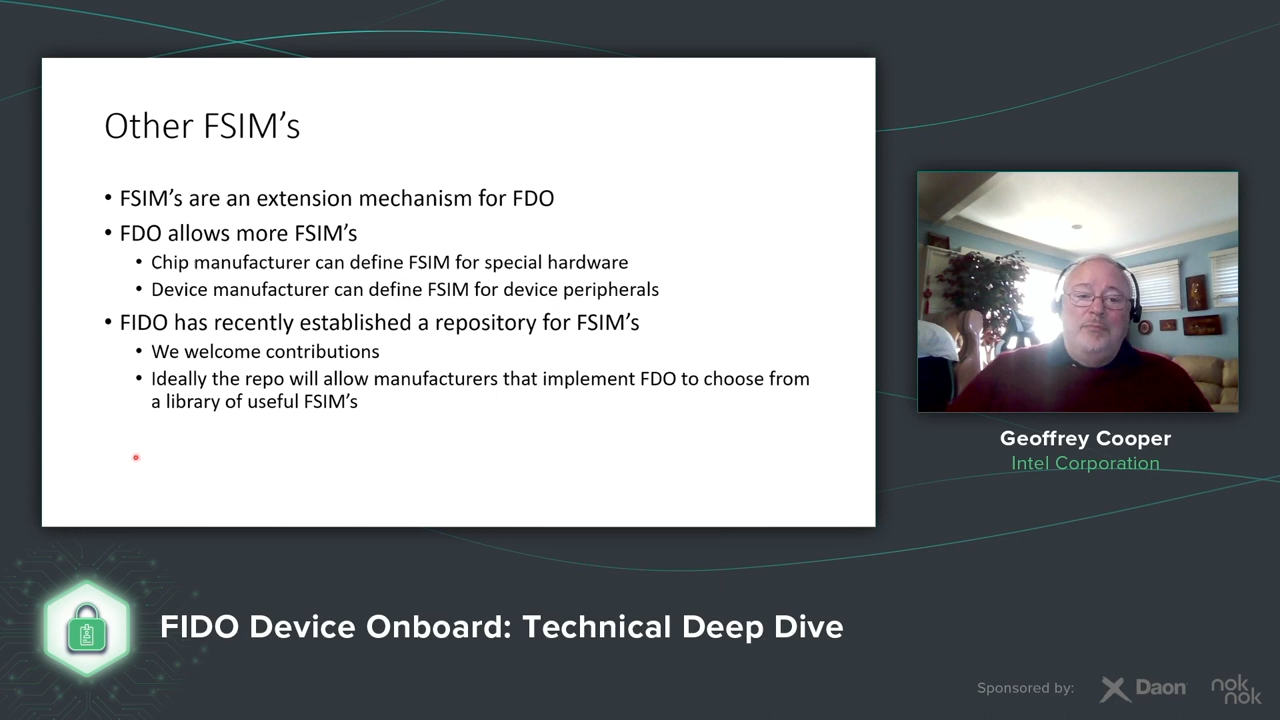 Other FSIM’s
• FSIM’s are an extension mechanism for FDO
• FDO allows more FSIM’s
• Chip manufacturer can define FSIM for special hardware
• Device manufacturer can define FSIM for device peripherals
• FIDO has recently established a repository for FSIM’s
• We welcome contributions
• Ideally the repo will allow manufacturers that implement FDO to choose from
a library of useful FSIM’s
Geoffrey Cooper
Intel Corporation
FIDO Device Onboard: Technical Deep Dive
Sponsored by:
Daon
nok
nok